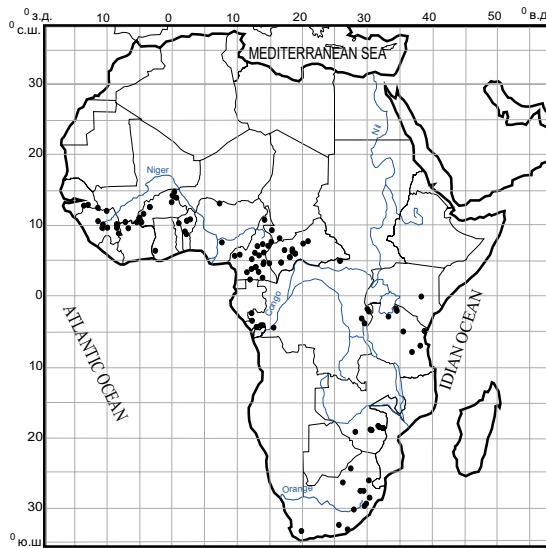 ⁰ з.д. 10 0 10 20 30 40 50 ⁰ в.д
⁰ с.ш.
MEDITERRANEAN SEA
30
Nil
20
Niger
10
0
Congo
ATLANTIC OCEAN
IDIAN OCEAN
10
20
Orange
30
⁰ ю.ш